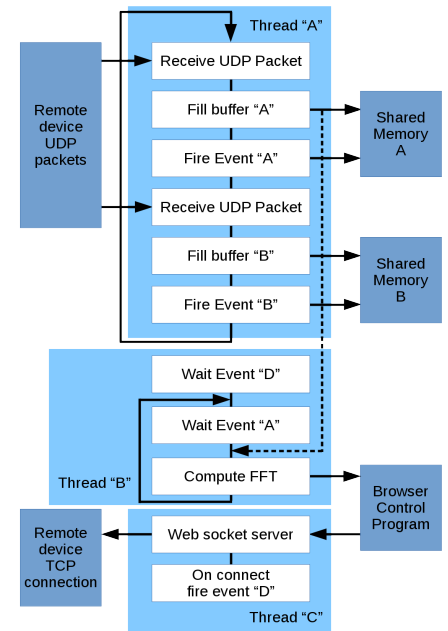 Thread “A”
Receive UDP Packet
Remote
device
UDP
packets
Fill buffer “A”
Shared
Memory
A
Fire Event “A”
Receive UDP Packet
Fill buffer “B”
Shared
Memory
B
Fire Event “B”
Wait Event “D”
Wait Event “A”
Thread “B”
Compute FFT
Browser
Control
Program
Remote
device
TCP
connection
Web socket server
On connect
fire event “D”
Thread “C”